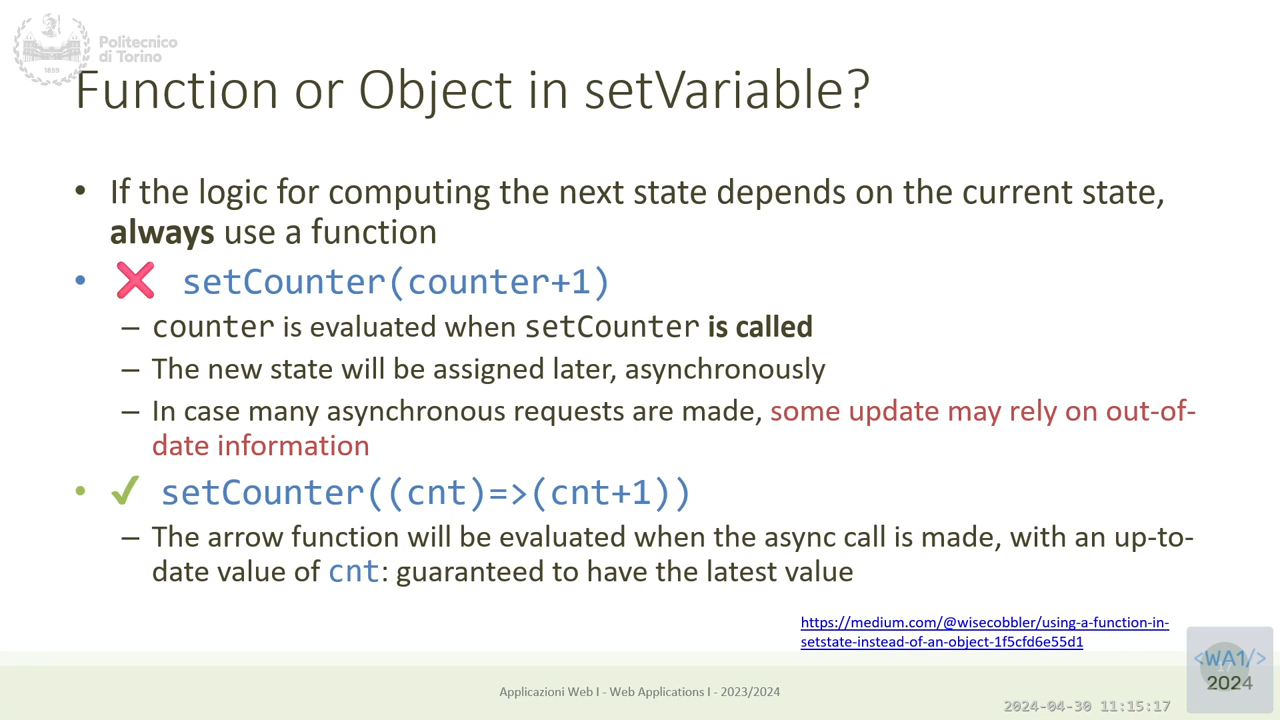 Politecnico
di Torino
1859
Function or Object in setVariable?
• If the logic for computing the next state depends on the current state,
always use a function
• ❌ setCounter(counter+1)
– counter is evaluated when setCounter is called
– The new state will be assigned later, asynchronously
– In case many asynchronous requests are made, some update may rely on out-of-
date information
• ✔ setCounter((cnt)=>(cnt+1))
– The arrow function will be evaluated when the async call is made, with an up-to-
date value of cnt: guaranteed to have the latest value
https://medium.com/@wisecobbler/using-a-function-in-
setstate-instead-of-an-object-1f5cfd6e55d1
<WA1/>
2024
Applicazioni Web I - Web Applications I - 2023/2024
2024-04-30 11:15:17